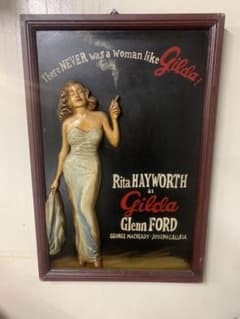 There NEVER was a woman like Gilda!
Rita HAYWORTH
as
Gilda
Glenn FORD
GEORGE MACREADY · JOSEPH CALLEIA